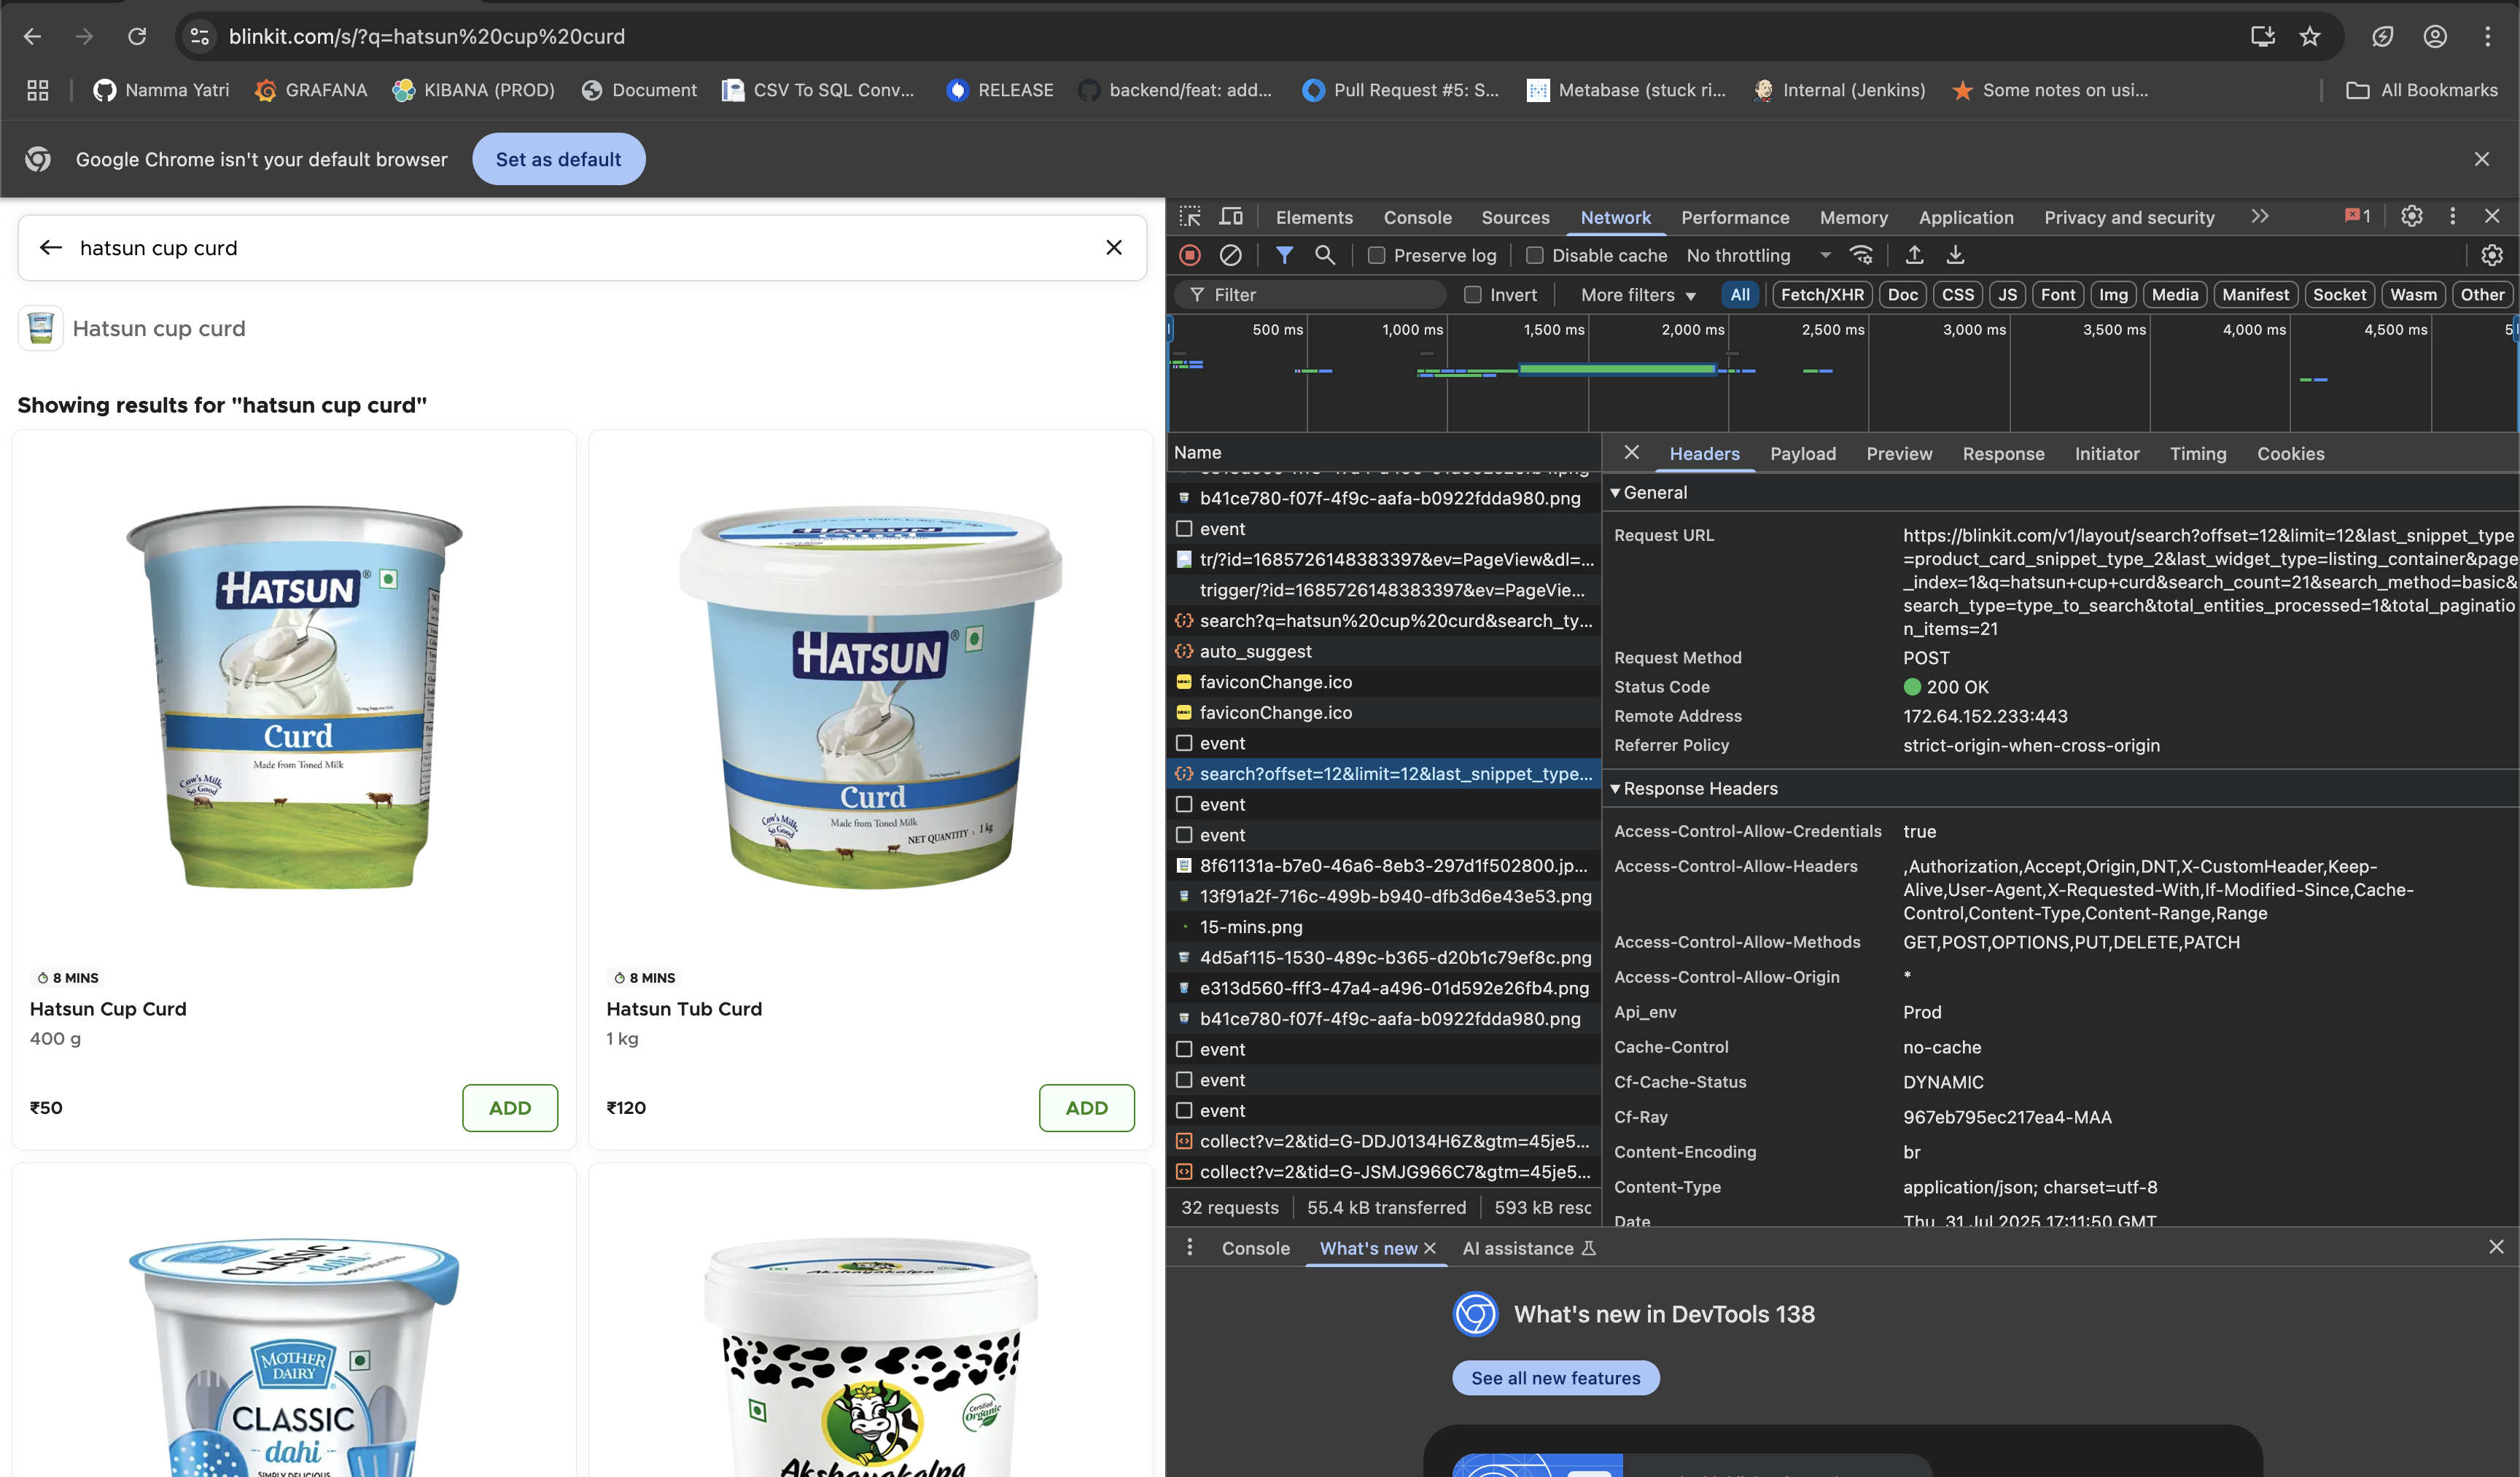 blinkit.com/s/?q=hatsun%20cup%20curd
Namma Yatri
GRAFANA
KIBANA (PROD)
Document
CSV To SQL Conv...
RELEASE
backend/feat: add...
Pull Request #5: S...
Metabase (stuck ri...
Internal (Jenkins)
Some notes on usi...
All Bookmarks
Google Chrome isn't your default browser
Set as default
hatsun cup curd
Hatsun cup curd
Showing results for "hatsun cup curd"
HATSUN®
Curd
Made from Toned Milk
Cow's Milk
So Good
8 MINS
Hatsun Cup Curd
400 g
₹50
ADD
HATSUN®
Curd
Made from Toned Milk
Cow's Milk
So Good
NET QUANTITY : 1 kg
8 MINS
Hatsun Tub Curd
1 kg
₹120
ADD
CLASSIC
dahi
MOTHER
DAIRY
CLASSIC
dahi
SIMPLY DELICIOUS
Akshayakalpa
Certified
Organic
Akshayakalpa
Elements
Console
Sources
Network
Performance
Memory
Application
Privacy and security
1
Preserve log
Disable cache
No throttling
Filter
Invert
More filters
All
Fetch/XHR
Doc
CSS
JS
Font
Img
Media
Manifest
Socket
Wasm
Other
500 ms
1,000 ms
1,500 ms
2,000 ms
2,500 ms
3,000 ms
3,500 ms
4,000 ms
4,500 ms
5
Name
b41ce780-f07f-4f9c-aafa-b0922fdda980.png
event
tr/?id=1685726148383397&ev=PageView&dl=...
trigger/?id=1685726148383397&ev=PageVie...
search?q=hatsun%20cup%20curd&search_ty...
auto_suggest
faviconChange.ico
faviconChange.ico
event
search?offset=12&limit=12&last_snippet_type...
event
event
8f61131a-b7e0-46a6-8eb3-297d1f502800.jp...
13f91a2f-716c-499b-b940-dfb3d6e43e53.png
15-mins.png
4d5af115-1530-489c-b365-d20b1c79ef8c.png
e313d560-fff3-47a4-a496-01d592e26fb4.png
b41ce780-f07f-4f9c-aafa-b0922fdda980.png
event
event
event
collect?v=2&tid=G-DDJ0134H6Z&gtm=45je5...
collect?v=2&tid=G-JSMJG966C7&gtm=45je5...
32 requests
55.4 kB transferred
593 kB resc
Headers
Payload
Preview
Response
Initiator
Timing
Cookies
General
Request URL
https://blinkit.com/v1/layout/search?offset=12&limit=12&last_snippet_type
=product_card_snippet_type_2&last_widget_type=listing_container&page
_index=1&q=hatsun+cup+curd&search_count=21&search_method=basic&
search_type=type_to_search&total_entities_processed=1&total_paginatio
n_items=21
Request Method
POST
Status Code
200 OK
Remote Address
172.64.152.233:443
Referrer Policy
strict-origin-when-cross-origin
Response Headers
Access-Control-Allow-Credentials
true
Access-Control-Allow-Headers
,Authorization,Accept,Origin,DNT,X-CustomHeader,Keep-
Alive,User-Agent,X-Requested-With,If-Modified-Since,Cache-
Control,Content-Type,Content-Range,Range
Access-Control-Allow-Methods
GET,POST,OPTIONS,PUT,DELETE,PATCH
Access-Control-Allow-Origin
*
Api_env
Prod
Cache-Control
no-cache
Cf-Cache-Status
DYNAMIC
Cf-Ray
967eb795ec217ea4-MAA
Content-Encoding
br
Content-Type
application/json; charset=utf-8
Date
Thu, 31 Jul 2025 17:11:50 GMT
Console
What's new
AI assistance
What's new in DevTools 138
See all new features